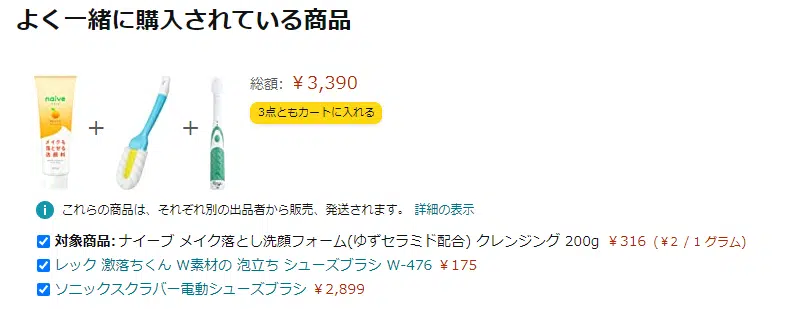 よく一緒に購入されている商品
総額: ￥3,390
3点ともカートに入れる
naive
メイクも
落とせる
洗顔料
+
+
i これらの商品は、それぞれ別の出品者から販売、発送されます。 詳細の表示
対象商品: ナイーブ メイク落とし洗顔フォーム(ゆずセラミド配合) クレンジング 200g ￥316 (￥2 / 1 グラム)
レック 激落ちくん W素材の 泡立ち シューズブラシ W-476 ￥175
ソニックスクラバー電動シューズブラシ ￥2,899